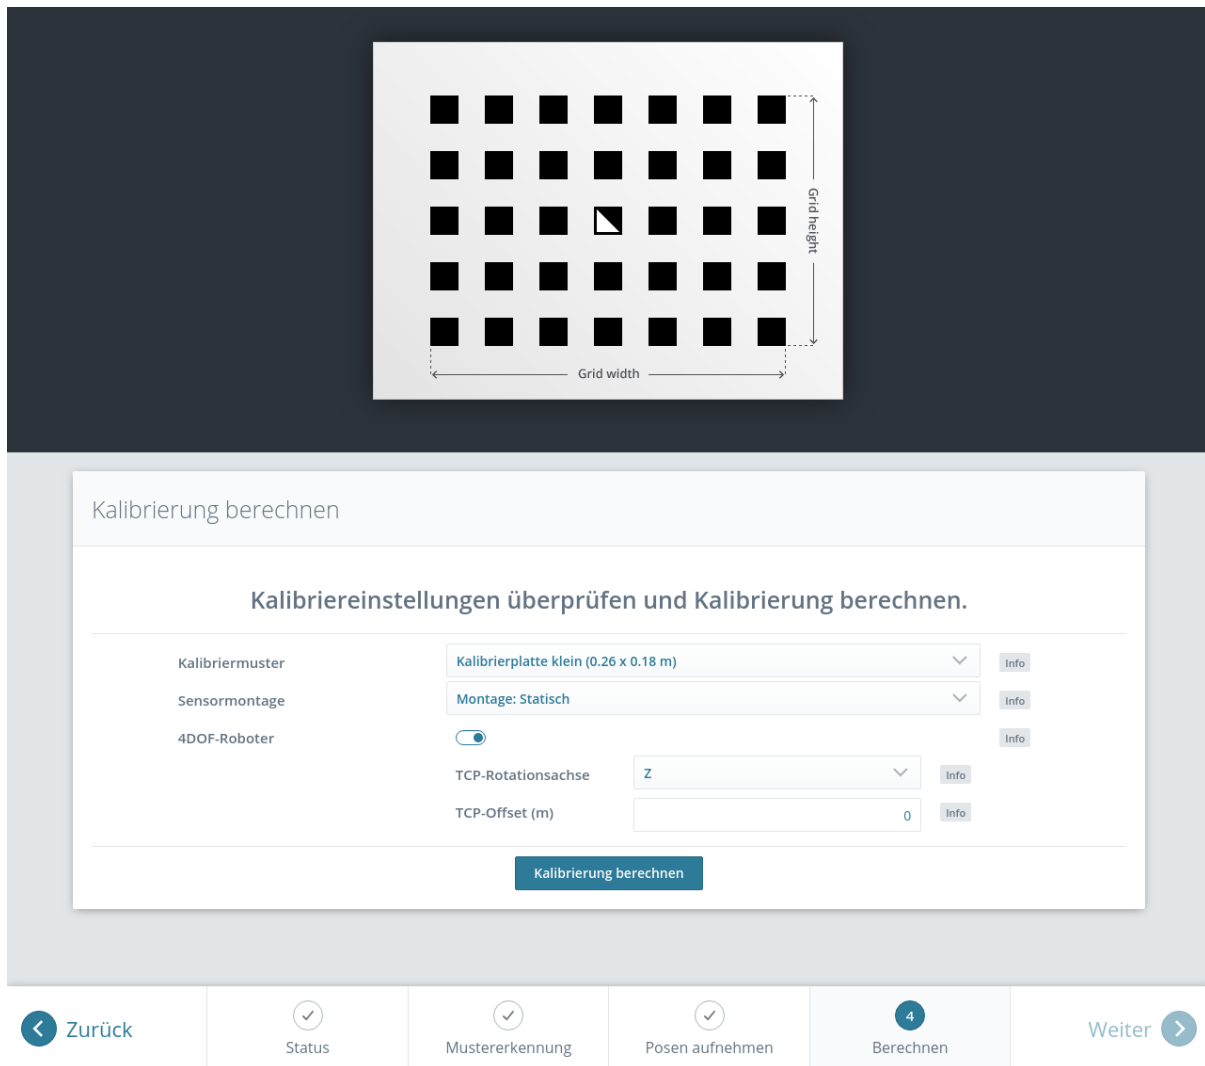 Grid height
Grid width
Kalibrierung berechnen
Kalibriereinstellungen überprüfen und Kalibrierung berechnen.
Kalibriermuster
Kalibrierplatte klein (0.26 x 0.18 m)
Info
Sensormontage
Montage: Statisch
Info
4DOF-Roboter
Info
TCP-Rotationsachse
Z
Info
TCP-Offset (m)
0
Info
Kalibrierung berechnen
Zurück
Status
Mustererkennung
Posen aufnehmen
4
Berechnen
Weiter